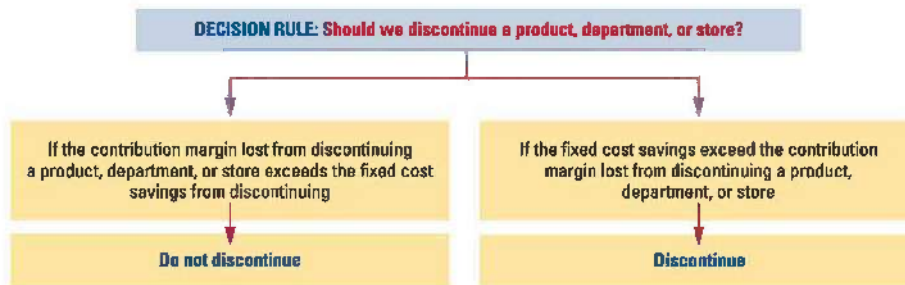 DECISION RULE: Should we discontinue a product, department, or store?
If the contribution margin lost from discontinuing
a product, department, or store exceeds the fixed cost
savings from discontinuing
If the fixed cost savings exceed the contribution
margin lost from discontinuing a product,
department, or store
Do not discontinue
Discontinue